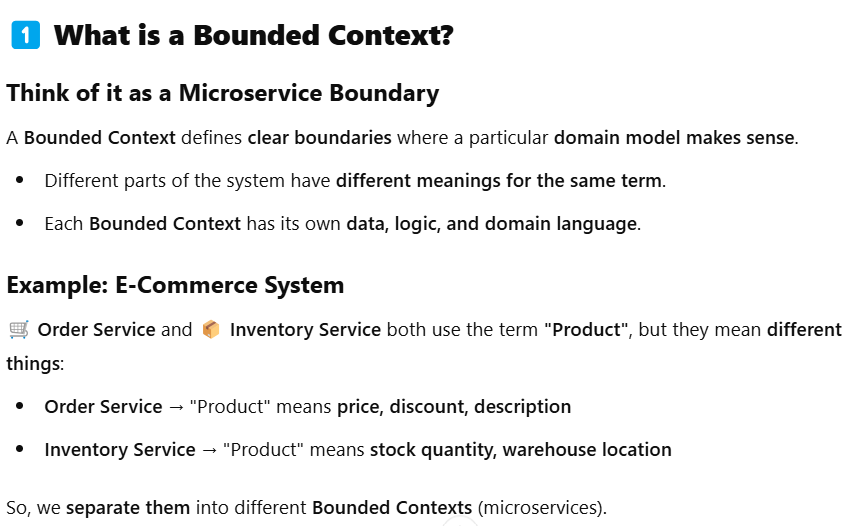 1 What is a Bounded Context?
Think of it as a Microservice Boundary
A Bounded Context defines clear boundaries where a particular domain model makes sense.
• Different parts of the system have different meanings for the same term.
• Each Bounded Context has its own data, logic, and domain language.
Example: E-Commerce System
🛒 Order Service and 📦 Inventory Service both use the term "Product", but they mean different
things:
• Order Service → "Product" means price, discount, description
• Inventory Service → "Product" means stock quantity, warehouse location
So, we separate them into different Bounded Contexts (microservices).